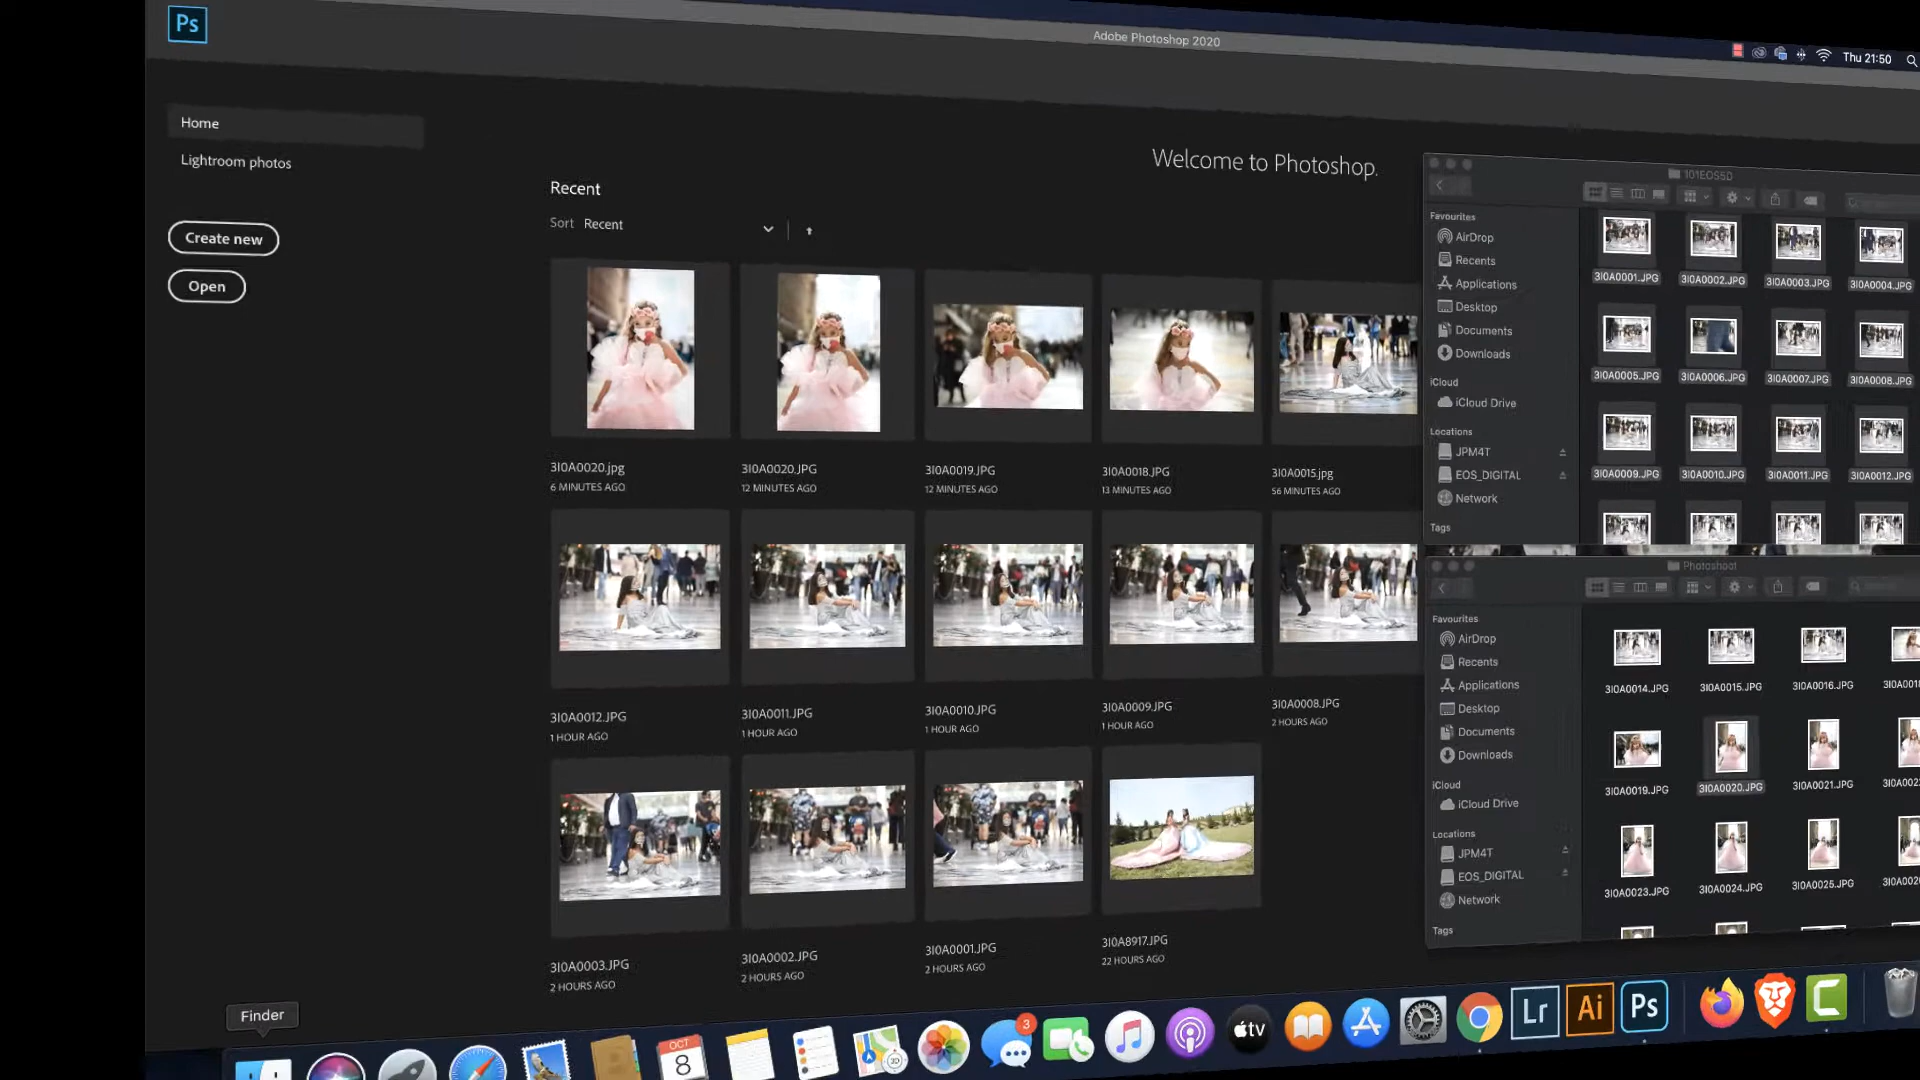 Ps
Adobe Photoshop 2020
Thu 21:50
Home
Lightroom photos
Create new
Open
Welcome to Photoshop.
Recent
Sort Recent
3I0A0020.jpg
6 MINUTES AGO
3I0A0020.JPG
12 MINUTES AGO
3I0A0019.JPG
12 MINUTES AGO
3I0A0018.JPG
13 MINUTES AGO
3I0A0015.jpg
56 MINUTES AGO
3I0A0012.JPG
1 HOUR AGO
3I0A0011.JPG
1 HOUR AGO
3I0A0010.JPG
1 HOUR AGO
3I0A0009.JPG
1 HOUR AGO
3I0A0008.JPG
2 HOURS AGO
3I0A0003.JPG
2 HOURS AGO
3I0A0002.JPG
2 HOURS AGO
3I0A0001.JPG
2 HOURS AGO
3I0A8917.JPG
22 HOURS AGO
101EOS5D
Favourites
AirDrop
Recents
Applications
Desktop
Documents
Downloads
iCloud
iCloud Drive
Locations
JPM4T
EOS_DIGITAL
Network
Tags
3I0A0001.JPG
3I0A0002.JPG
3I0A0003.JPG
3I0A0004.JPG
3I0A0005.JPG
3I0A0006.JPG
3I0A0007.JPG
3I0A0008.JPG
3I0A0009.JPG
3I0A0010.JPG
3I0A0011.JPG
3I0A0012.JPG
Photoshoot
Favourites
AirDrop
Recents
Applications
Desktop
Documents
Downloads
iCloud
iCloud Drive
Locations
JPM4T
EOS_DIGITAL
Network
Tags
3I0A0014.JPG
3I0A0015.JPG
3I0A0016.JPG
3I0A0019.JPG
3I0A0020.JPG
3I0A0021.JPG
3I0A0023.JPG
3I0A0024.JPG
3I0A0025.JPG
Finder
OCT
8
3D
3
tv
Lr
Ai
Ps